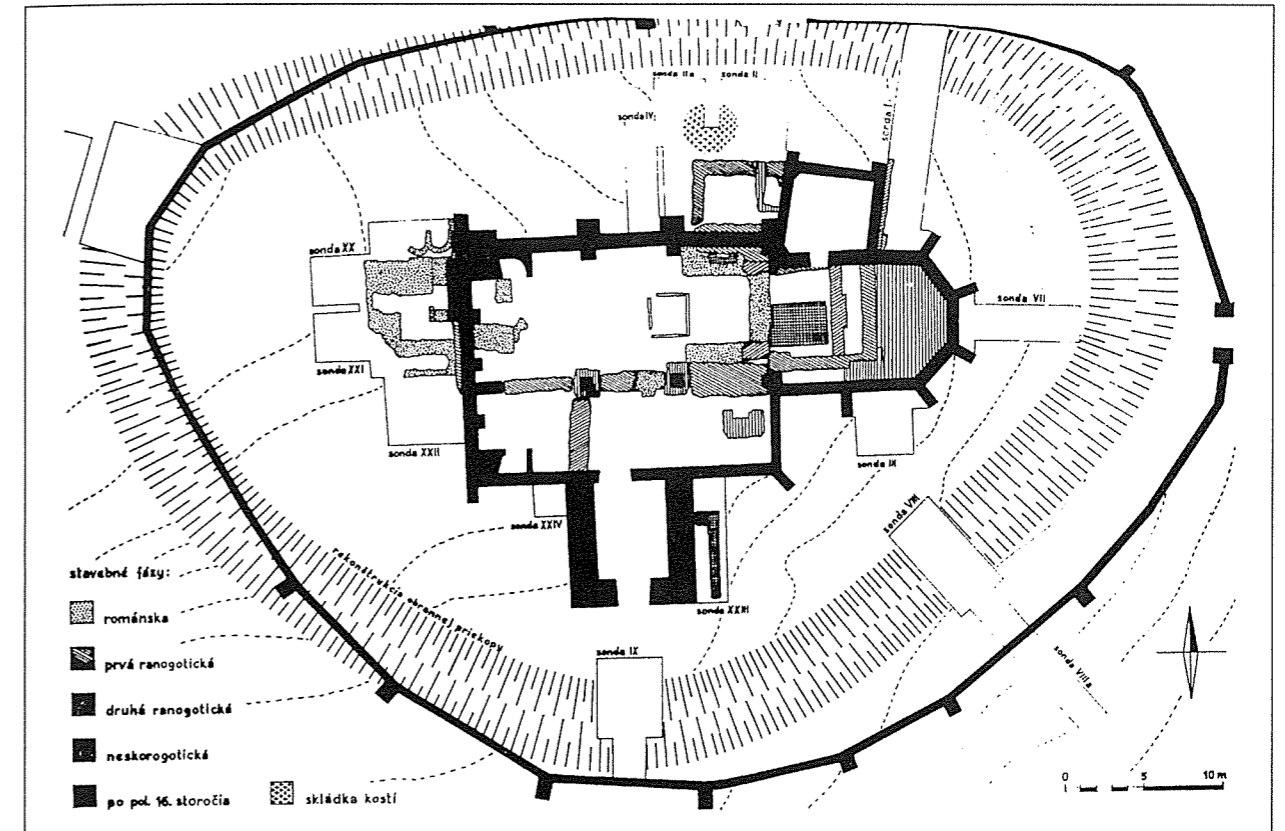 sonda IIa
sonda II
sonda IV
sonda I
sonda XX
sonda VII
sonda XXI
sonda XXII
sonda IX
sonda VIII
sonda XXIV
sonda XXIII
rekonštrukcia obrannej priekopy
sonda IX
sonda VIIIa
stavebné fázy:
románska
prvá ranogotická
druhá ranogotická
neskorogotická
po pol. 16. storočia
skládka kostí
0 5 10 m